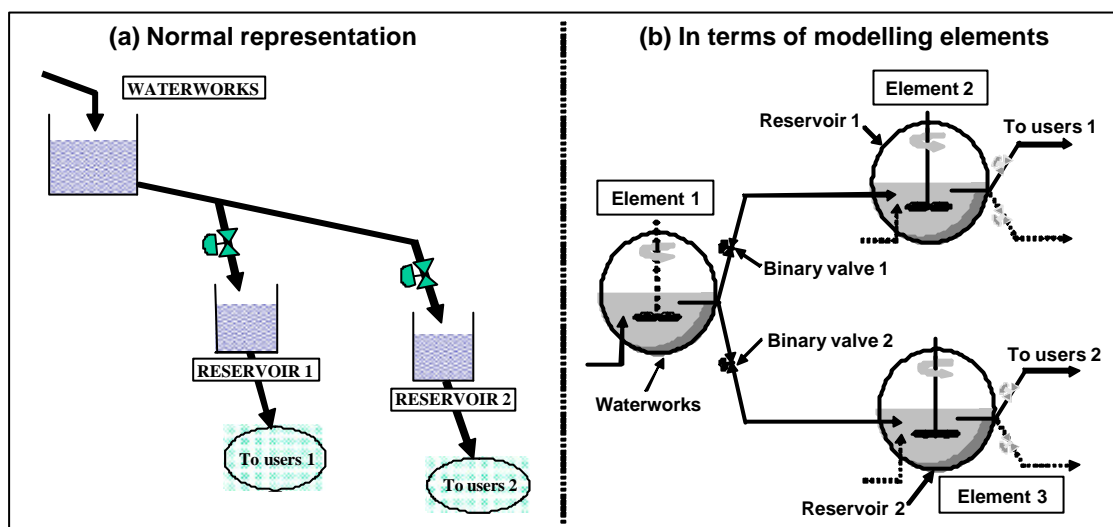 (a) Normal representation
WATERWORKS
RESERVOIR 1
RESERVOIR 2
To users 1
To users 2
(b) In terms of modelling elements
Element 2
Reservoir 1
To users 1
Element 1
Binary valve 1
Binary valve 2
To users 2
Waterworks
Reservoir 2
Element 3